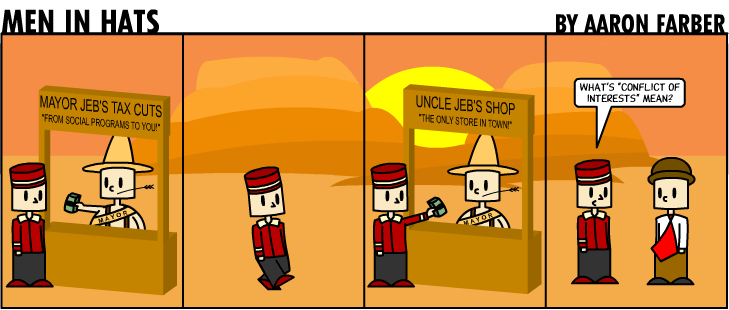 MEN IN HATS
BY AARON FARBER
MAYOR JEB'S TAX CUTS
"FROM SOCIAL PROGRAMS TO YOU!"
MAYOR
UNCLE JEB'S SHOP
"THE ONLY STORE IN TOWN!"
MAYOR
WHAT'S "CONFLICT OF
INTERESTS" MEAN?